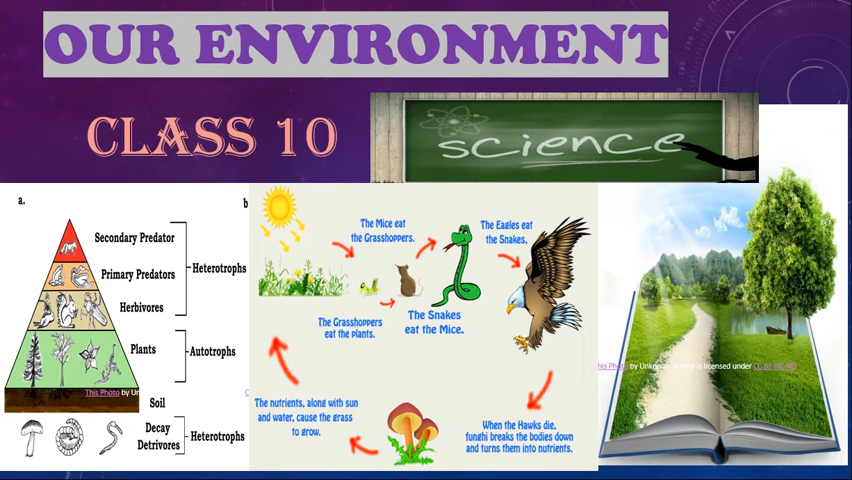 OUR ENVIRONMENT
CLASS 10
science
a.
Secondary Predator
Primary Predators
Heterotrophs
Herbivores
Plants
Autotrophs
This Photo by Un
Soil
Decay
Detrivores
Heterotrophs
b
The Mice eat
the Grasshoppers.
The Eagles eat
the Snakes.
The Grasshoppers
eat the plants.
The Snakes
eat the Mice.
The nutrients, along with sun
and water, cause the grass
to grow.
When the Hawks die,
funghi breaks the bodies down
and turns them into nutrients.
his Photo by Unknown Author is licensed under CC BY-NC-ND